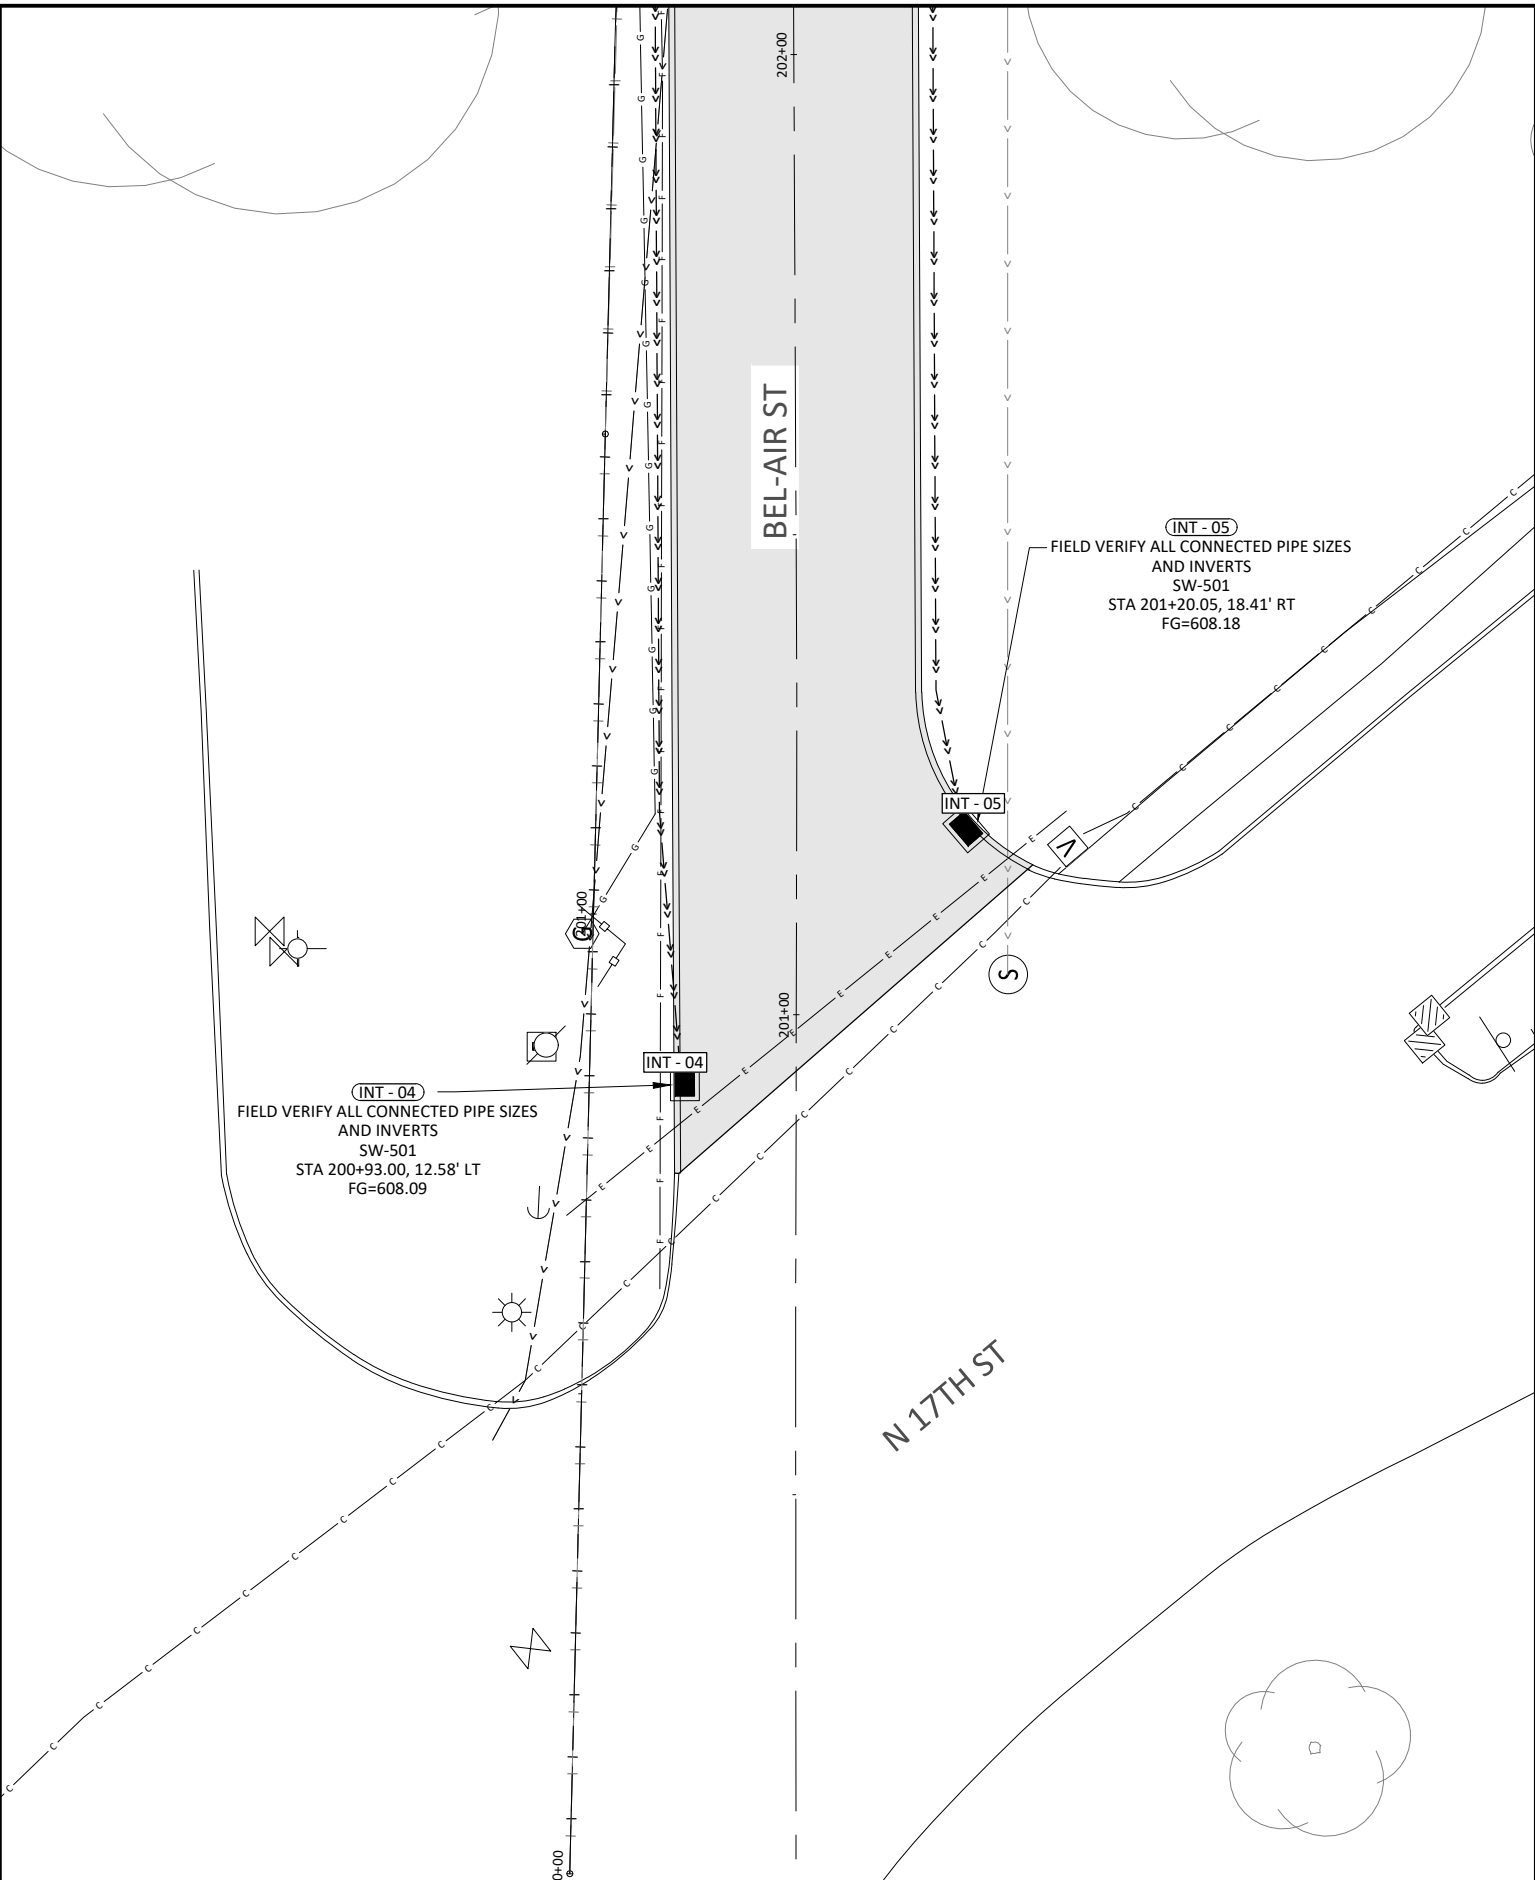 202+00
BEL-AIR ST
INT - 05
FIELD VERIFY ALL CONNECTED PIPE SIZES
AND INVERTS
SW-501
STA 201+20.05, 18.41' RT
FG=608.18
INT - 05
V
201+00
G
S
201+00
INT - 04
INT - 04
FIELD VERIFY ALL CONNECTED PIPE SIZES
AND INVERTS
SW-501
STA 200+93.00, 12.58' LT
FG=608.09
N 17TH ST
0+00